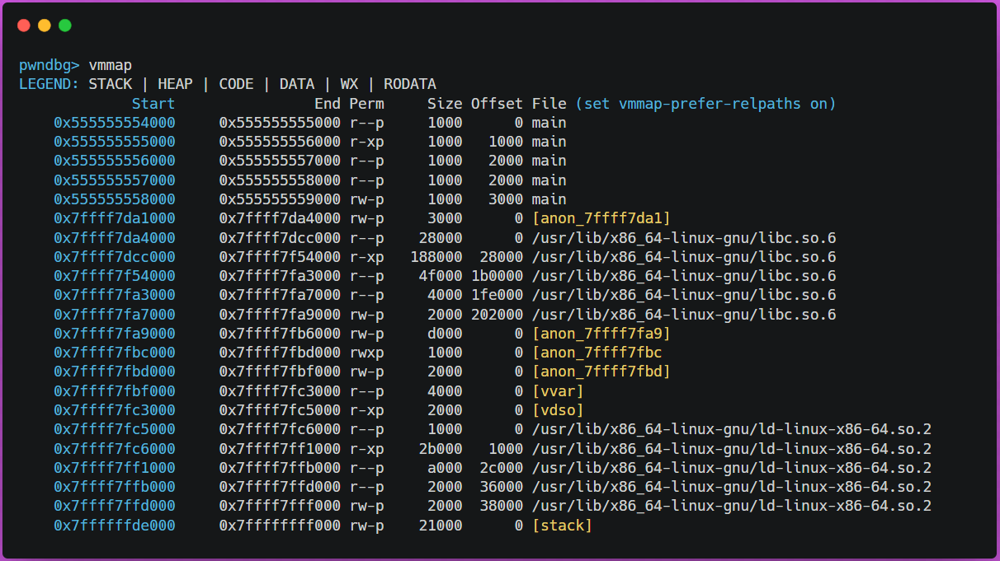 pwndbg> vmmap
LEGEND: STACK | HEAP | CODE | DATA | WX | RODATA
Start End Perm Size Offset File (set vmmap-prefer-relpaths on)
0x555555554000 0x555555555000 r--p 1000 0 main
0x555555555000 0x555555556000 r-xp 1000 1000 main
0x555555556000 0x555555557000 r--p 1000 2000 main
0x555555557000 0x555555558000 r--p 1000 2000 main
0x555555558000 0x555555559000 rw-p 1000 3000 main
0x7ffff7da1000 0x7ffff7da4000 rw-p 3000 0 [anon_7ffff7da1]
0x7ffff7da4000 0x7ffff7dcc000 r--p 28000 0 /usr/lib/x86_64-linux-gnu/libc.so.6
0x7ffff7dcc000 0x7ffff7f54000 r-xp 188000 28000 /usr/lib/x86_64-linux-gnu/libc.so.6
0x7ffff7f54000 0x7ffff7fa3000 r--p 4f000 1b0000 /usr/lib/x86_64-linux-gnu/libc.so.6
0x7ffff7fa3000 0x7ffff7fa7000 r--p 4000 1fe000 /usr/lib/x86_64-linux-gnu/libc.so.6
0x7ffff7fa7000 0x7ffff7fa9000 rw-p 2000 202000 /usr/lib/x86_64-linux-gnu/libc.so.6
0x7ffff7fa9000 0x7ffff7fb6000 rw-p d000 0 [anon_7ffff7fa9]
0x7ffff7fbc000 0x7ffff7fbd000 rwxp 1000 0 [anon_7ffff7fbc
0x7ffff7fbd000 0x7ffff7fbf000 rw-p 2000 0 [anon_7ffff7fbd]
0x7ffff7fbf000 0x7ffff7fc3000 r--p 4000 0 [vvar]
0x7ffff7fc3000 0x7ffff7fc5000 r-xp 2000 0 [vdso]
0x7ffff7fc5000 0x7ffff7fc6000 r--p 1000 0 /usr/lib/x86_64-linux-gnu/ld-linux-x86-64.so.2
0x7ffff7fc6000 0x7ffff7ff1000 r-xp 2b000 1000 /usr/lib/x86_64-linux-gnu/ld-linux-x86-64.so.2
0x7ffff7ff1000 0x7ffff7ffb000 r--p a000 2c000 /usr/lib/x86_64-linux-gnu/ld-linux-x86-64.so.2
0x7ffff7ffb000 0x7ffff7ffd000 r--p 2000 36000 /usr/lib/x86_64-linux-gnu/ld-linux-x86-64.so.2
0x7ffff7ffd000 0x7ffff7fff000 rw-p 2000 38000 /usr/lib/x86_64-linux-gnu/ld-linux-x86-64.so.2
0x7ffffffde000 0x7ffffffff000 rw-p 21000 0 [stack]